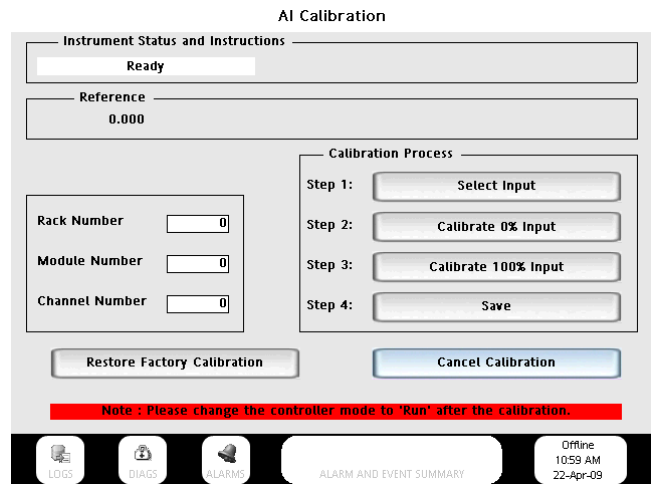 AI Calibration
Instrument Status and Instructions
Ready
Reference
0.000
Calibration Process
Step 1: Select Input
Rack Number 0
Step 2: Calibrate 0% Input
Module Number 0
Step 3: Calibrate 100% Input
Channel Number 0
Step 4: Save
Restore Factory Calibration
Cancel Calibration
Note : Please change the controller mode to 'Run' after the calibration.
LOGS
DIAGS
ALARMS
ALARM AND EVENT SUMMARY
Offline
10:59 AM
22-Apr-09